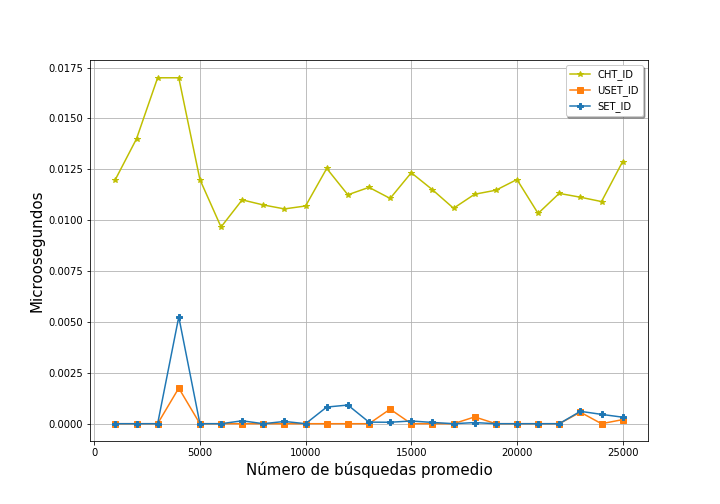 0.0175
0.0150
0.0125
0.0100
0.0075
0.0050
0.0025
0.0000
Microosegundos
CHT_ID
USET_ID
SET_ID
0 5000 10000 15000 20000 25000
Número de búsquedas promedio